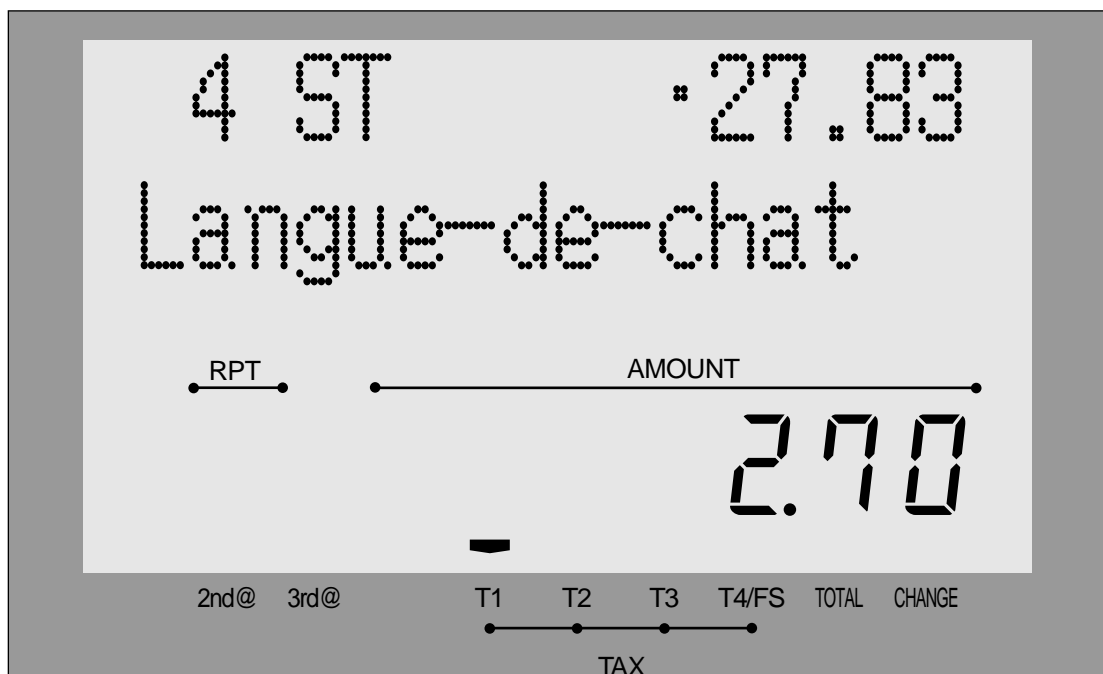 4 ST ·27.83
Langue-de-chat
RPT AMOUNT
2.70
2nd@ 3rd@ T1 T2 T3 T4/FS TOTAL CHANGE
TAX